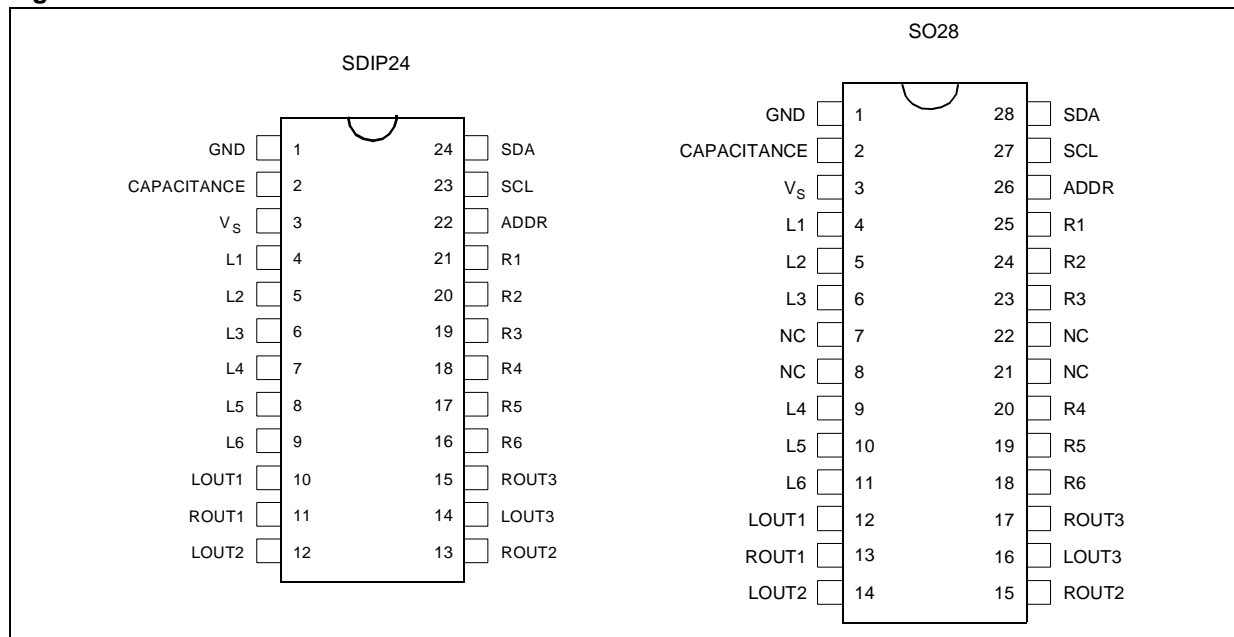 SDIP24
GND 1 24 SDA
CAPACITANCE 2 23 SCL
VS 3 22 ADDR
L1 4 21 R1
L2 5 20 R2
L3 6 19 R3
L4 7 18 R4
L5 8 17 R5
L6 9 16 R6
LOUT1 10 15 ROUT3
ROUT1 11 14 LOUT3
LOUT2 12 13 ROUT2
SO28
GND 1 28 SDA
CAPACITANCE 2 27 SCL
VS 3 26 ADDR
L1 4 25 R1
L2 5 24 R2
L3 6 23 R3
NC 7 22 NC
NC 8 21 NC
L4 9 20 R4
L5 10 19 R5
L6 11 18 R6
LOUT1 12 17 ROUT3
ROUT1 13 16 LOUT3
LOUT2 14 15 ROUT2